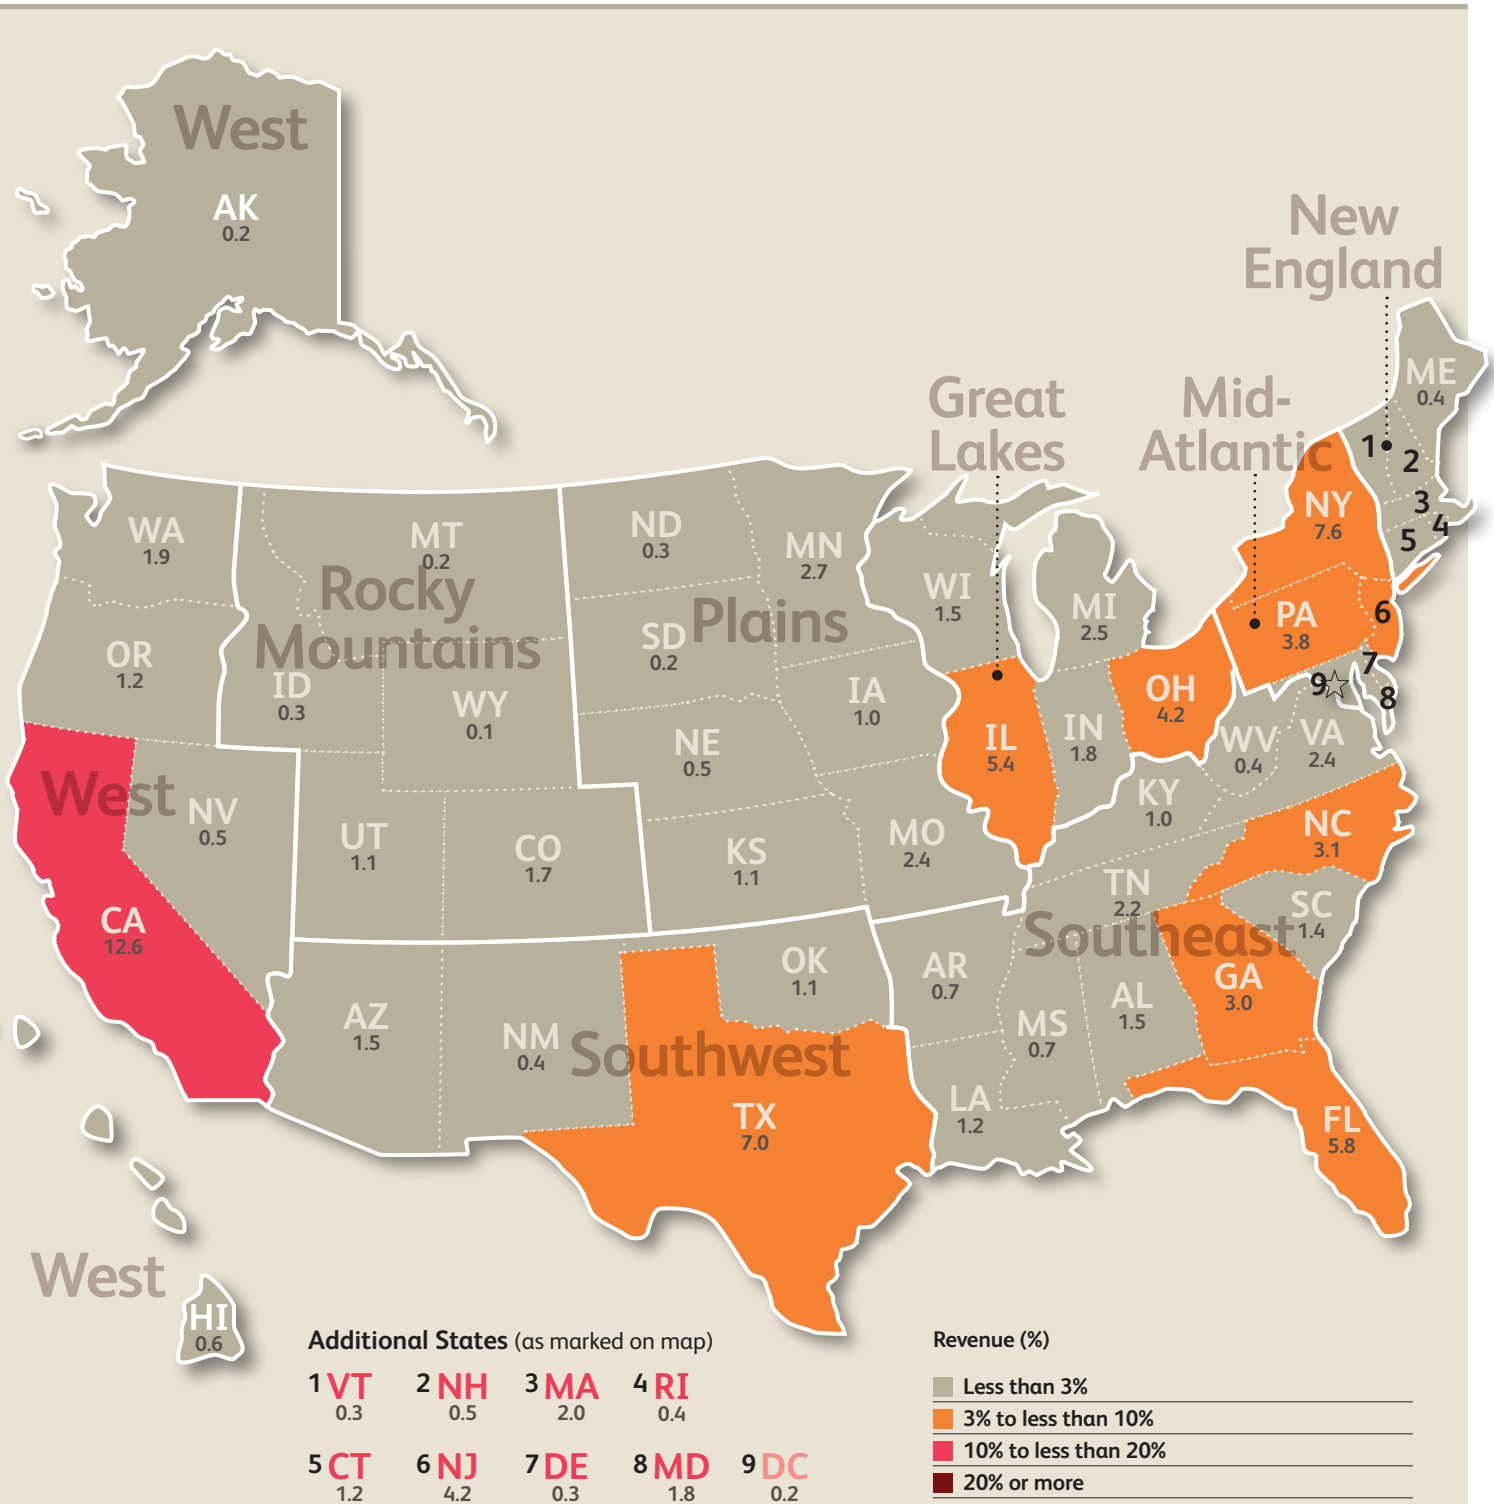 West
AK
0.2
New
England
ME
0.4
Great
Lakes
Mid-
Atlantic
1
2
3
4
5
NY
7.6
WA
1.9
MT
0.2
ND
0.3
MN
2.7
WI
1.5
MI
2.5
PA
3.8
6
7
8
9
Rocky
Mountains
Plains
OR
1.2
ID
0.3
WY
0.1
SD
0.2
IA
1.0
NE
0.5
IL
5.4
IN
1.8
OH
4.2
WV
0.4
VA
2.4
West
NV
0.5
UT
1.1
CO
1.7
KS
1.1
MO
2.4
KY
1.0
NC
3.1
TN
2.2
SC
1.4
Southeast
CA
12.6
AZ
1.5
NM
0.4
OK
1.1
AR
0.7
MS
0.7
AL
1.5
GA
3.0
Southwest
TX
7.0
LA
1.2
FL
5.8
West
HI
0.6
Additional States (as marked on map)
1 VT 2 NH 3 MA 4 RI
0.3 0.5 2.0 0.4
5 CT 6 NJ 7 DE 8 MD 9 DC
1.2 4.2 0.3 1.8 0.2
Revenue (%)
Less than 3%
3% to less than 10%
10% to less than 20%
20% or more